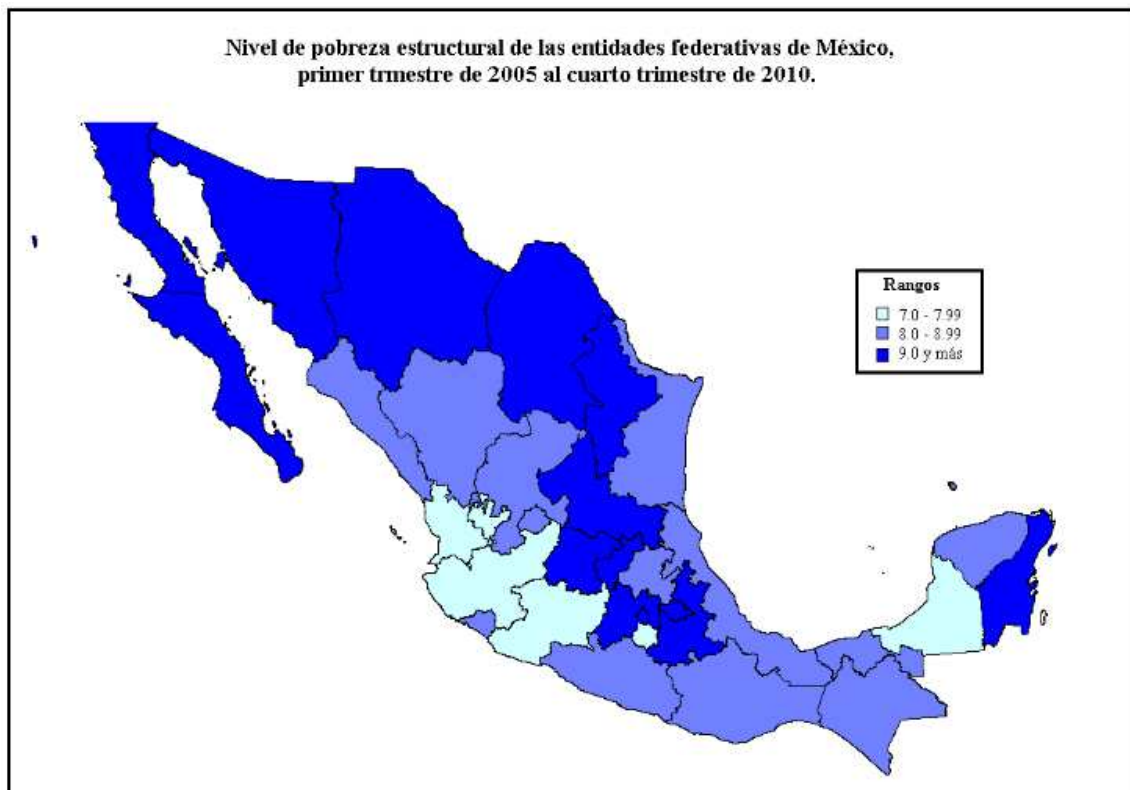 Nivel de pobreza estructural de las entidades federativas de México,
primer trmestre de 2005 al cuarto trimestre de 2010.
Rangos
7.0 - 7.99
8.0 - 8.99
9.0 y más